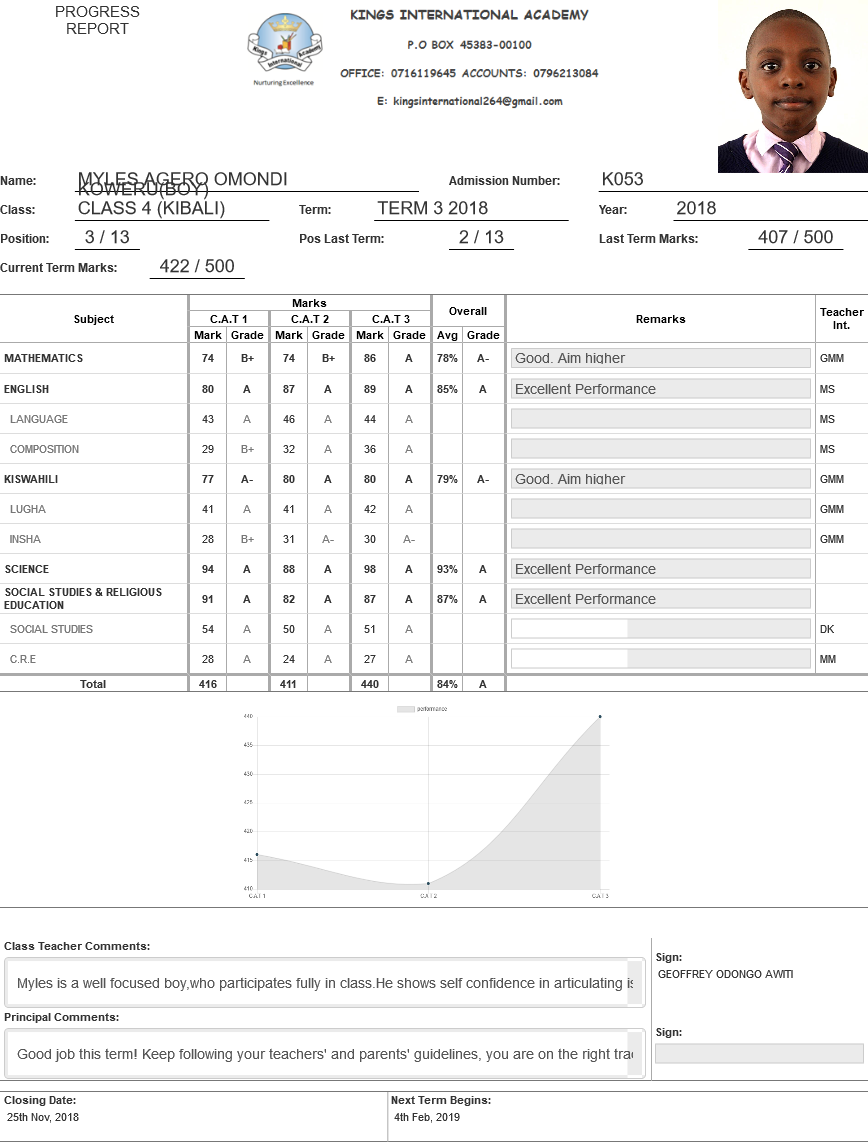 PROGRESS
REPORT
Kings International Academy
Nurturing Excellence
KINGS INTERNATIONAL ACADEMY
P.O BOX 45383-00100
OFFICE: 0716119645 ACCOUNTS: 0796213084
E: kingsinternational264@gmail.com
Name: MYLES AGERO OMONDI
KOWERU(BOY)
Admission Number: K053
Class: CLASS 4 (KIBALI) Term: TERM 3 2018 Year: 2018
Position: 3 / 13 Pos Last Term: 2 / 13 Last Term Marks: 407 / 500
Current Term Marks: 422 / 500
Subject Marks Overall Remarks Teacher Int.
C.A.T 1 C.A.T 2 C.A.T 3
Mark Grade Mark Grade Mark Grade Avg Grade
MATHEMATICS 74 B+ 74 B+ 86 A 78% A- Good. Aim higher GMM
ENGLISH 80 A 87 A 89 A 85% A Excellent Performance MS
LANGUAGE 43 A 46 A 44 A MS
COMPOSITION 29 B+ 32 A 36 A MS
KISWAHILI 77 A- 80 A 80 A 79% A- Good. Aim higher GMM
LUGHA 41 A 41 A 42 A GMM
INSHA 28 B+ 31 A- 30 A- GMM
SCIENCE 94 A 88 A 98 A 93% A Excellent Performance
SOCIAL STUDIES & RELIGIOUS
EDUCATION 91 A 82 A 87 A 87% A Excellent Performance
SOCIAL STUDIES 54 A 50 A 51 A DK
C.R.E 28 A 24 A 27 A MM
Total 416 411 440 84% A
performance
440
435
430
425
420
415
410
CAT 1 CAT 2 CAT 3
Class Teacher Comments:
Myles is a well focused boy,who participates fully in class.He shows self confidence in articulating
Sign:
GEOFFREY ODONGO AWITI
Principal Comments:
Good job this term! Keep following your teachers' and parents' guidelines, you are on the right
Sign:
Closing Date: Next Term Begins:
25th Nov, 2018 4th Feb, 2019